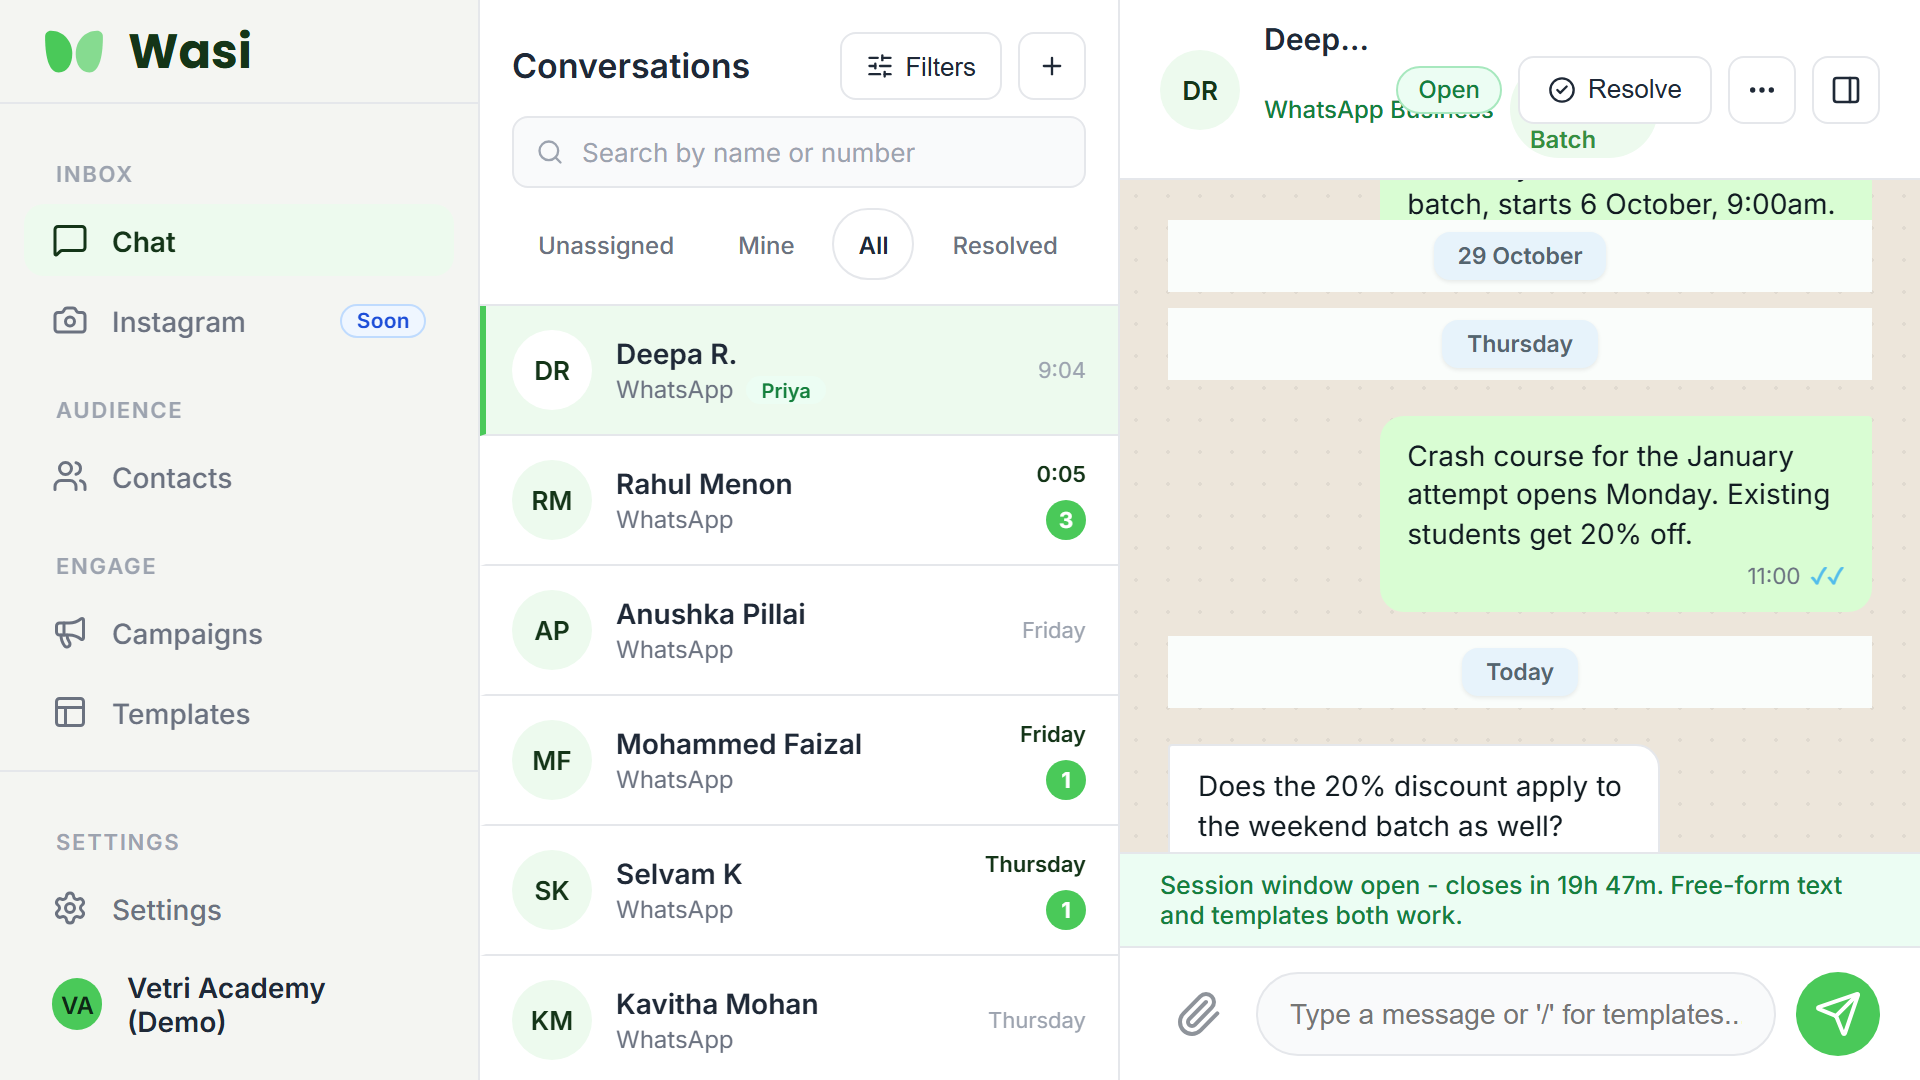 Wasi
INBOX
Chat
Instagram
Soon
AUDIENCE
Contacts
ENGAGE
Campaigns
Templates
SETTINGS
Settings
VA
Vetri Academy
(Demo)
Conversations
Filters
Search by name or number
Unassigned
Mine
All
Resolved
DR
Deepa R.
WhatsApp
Priya
9:04
RM
Rahul Menon
WhatsApp
0:05
3
AP
Anushka Pillai
WhatsApp
Friday
MF
Mohammed Faizal
WhatsApp
Friday
1
SK
Selvam K
WhatsApp
Thursday
1
KM
Kavitha Mohan
WhatsApp
Thursday
DR
Deep...
WhatsApp Business
Open
Batch
Resolve
batch, starts 6 October, 9:00am.
29 October
Thursday
Crash course for the January
attempt opens Monday. Existing
students get 20% off.
11:00
Today
Does the 20% discount apply to
the weekend batch as well?
Session window open - closes in 19h 47m. Free-form text
and templates both work.
Type a message or '/' for templates..